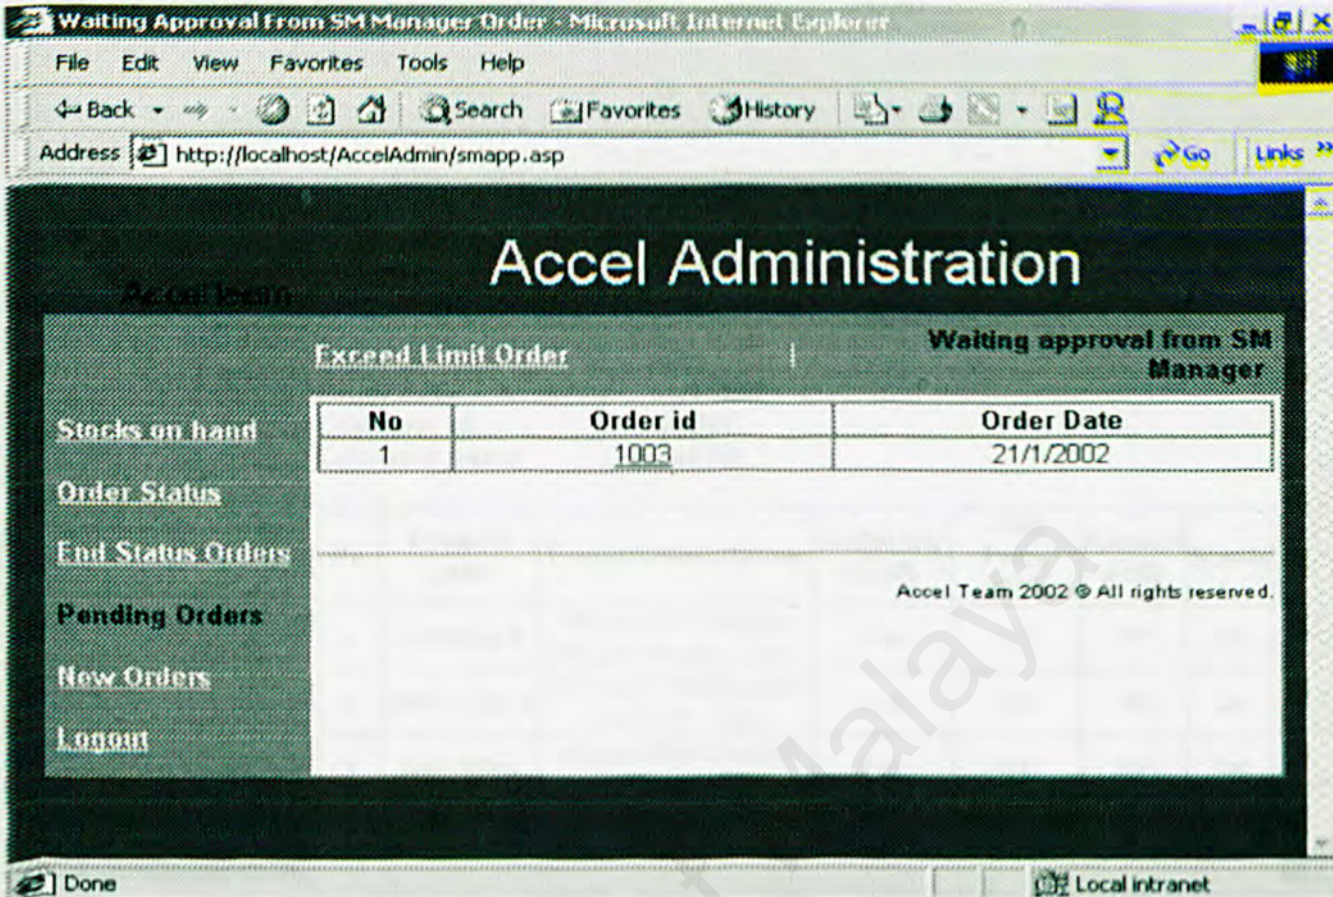 Waiting Approval From SM Manager Order - Microsoft Internet Explorer
File Edit View Favorites Tools Help
Back Search Favorites History
Address http://localhost/AccelAdmin/smapp.asp Go Links »
Accel Administration
Accel Team
Exceed Limit Order | Waiting approval from SM
Manager
Stocks on hand
Order Status
End Status Orders
Pending Orders
New Orders
Logout
No Order id Order Date
1 1003 21/1/2002
Accel Team 2002 © All rights reserved.
Malaya
Done Local intranet